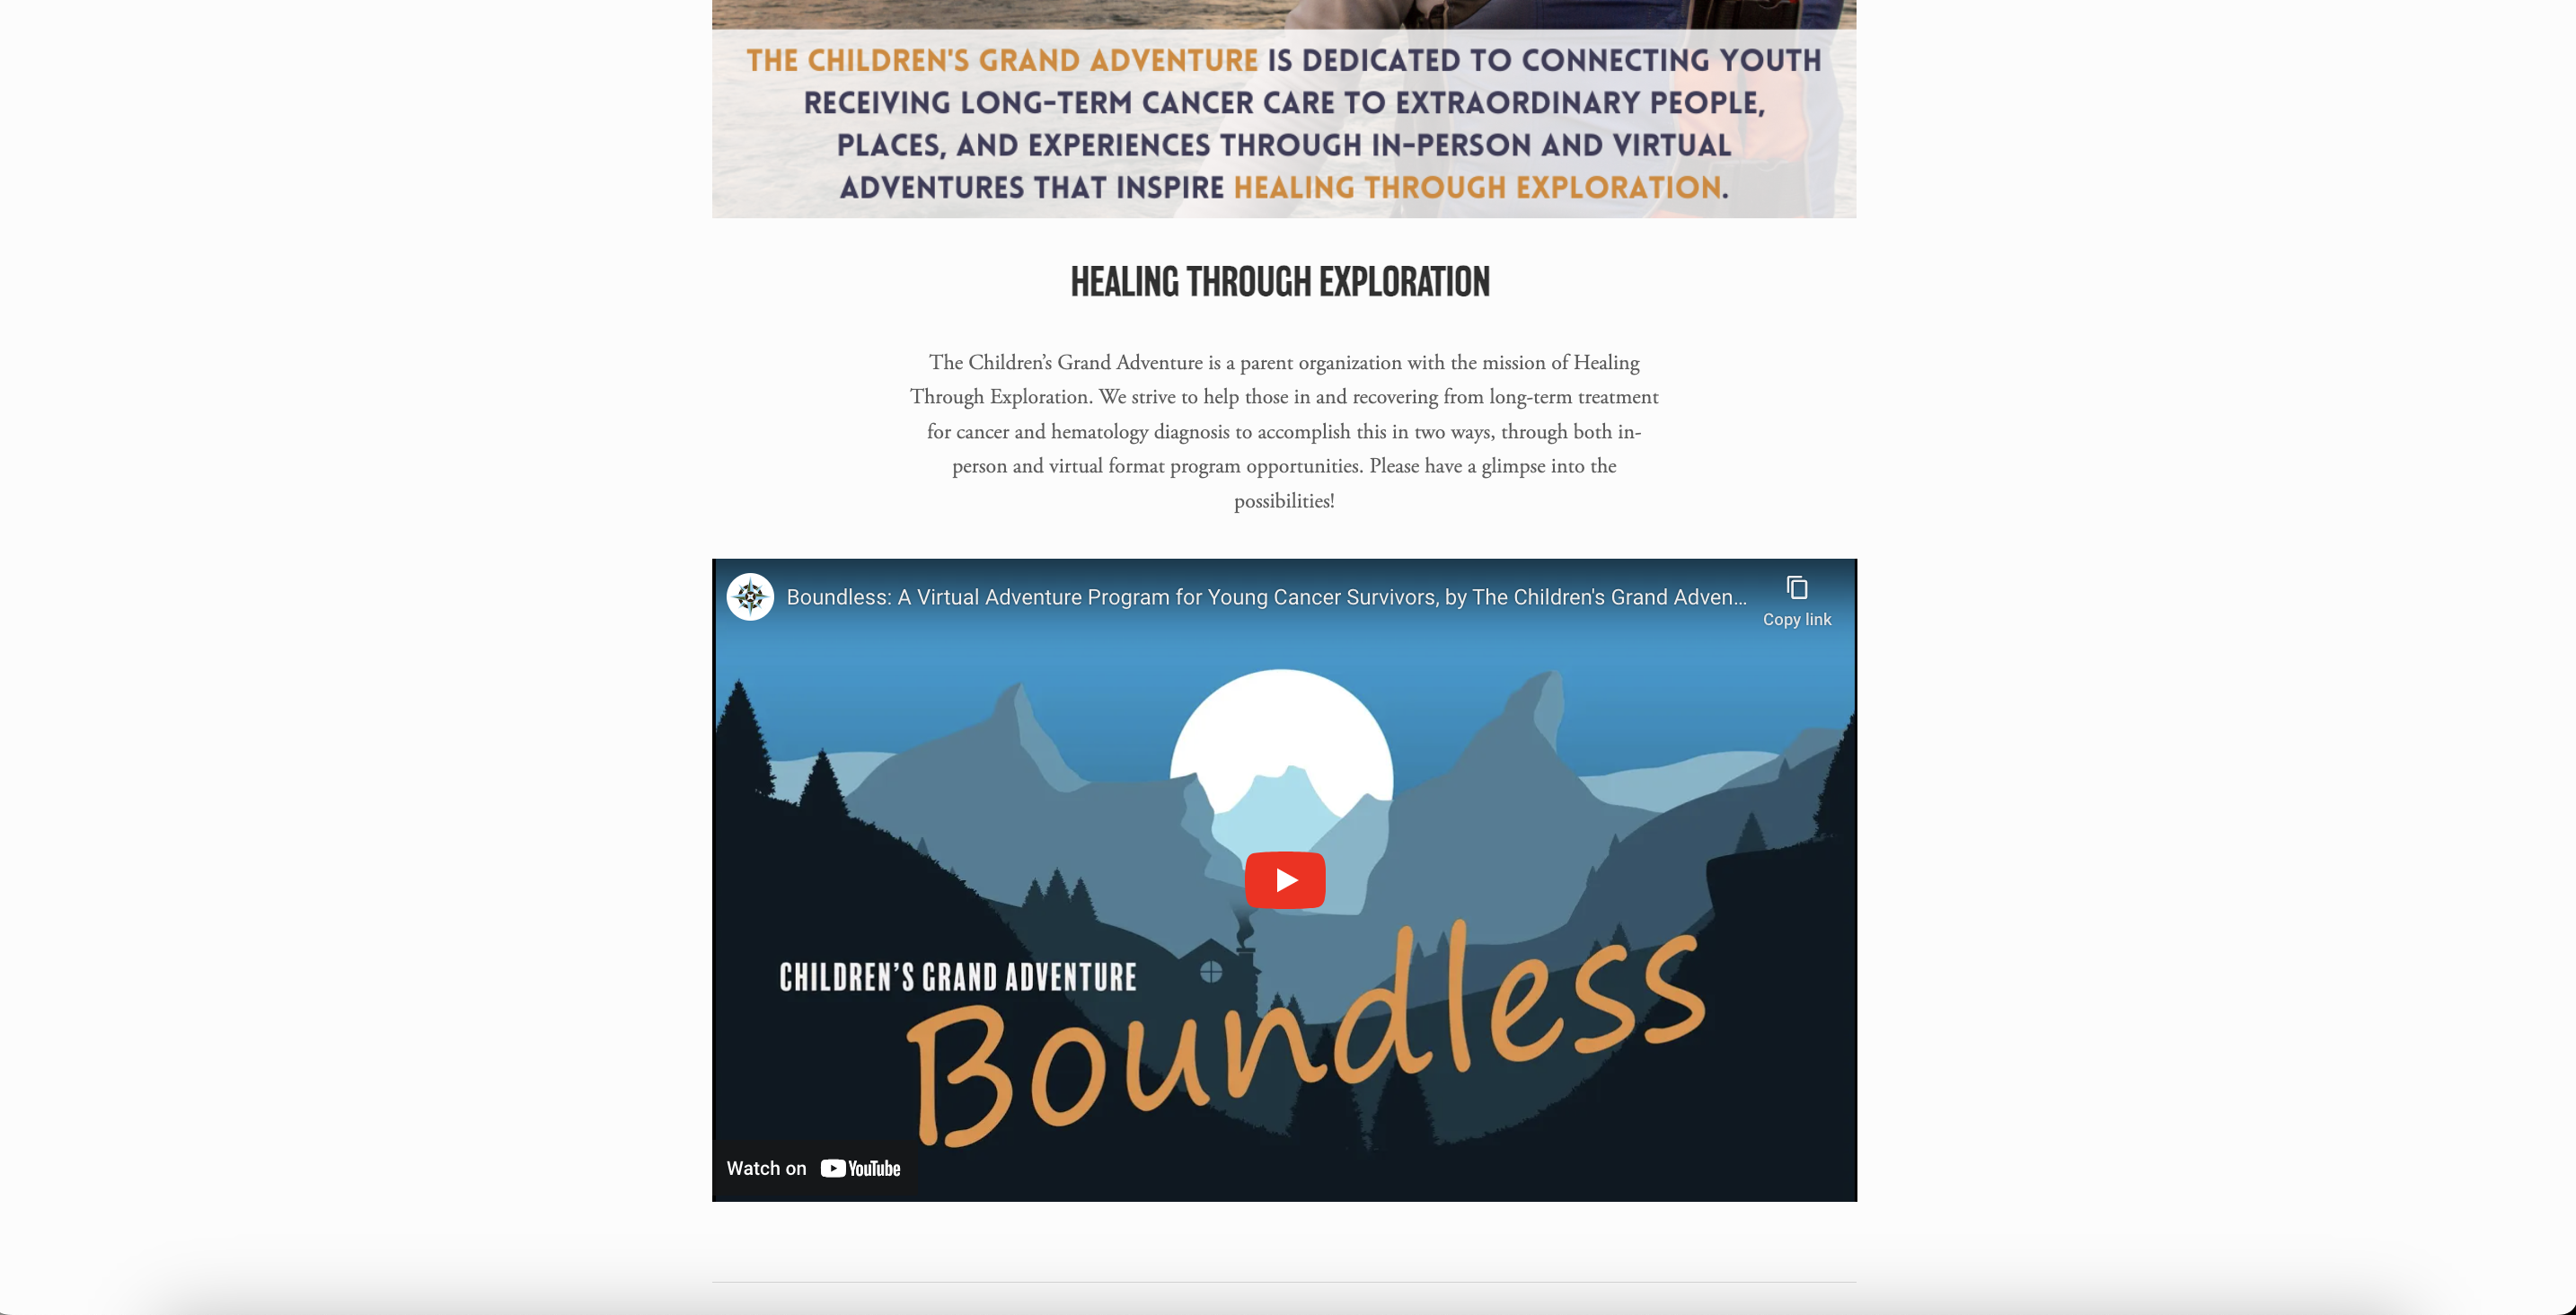 THE CHILDREN'S GRAND ADVENTURE IS DEDICATED TO CONNECTING YOUTH
RECEIVING LONG-TERM CANCER CARE TO EXTRAORDINARY PEOPLE,
PLACES, AND EXPERIENCES THROUGH IN-PERSON AND VIRTUAL
ADVENTURES THAT INSPIRE HEALING THROUGH EXPLORATION.
HEALING THROUGH EXPLORATION
The Children’s Grand Adventure is a parent organization with the mission of Healing
Through Exploration. We strive to help those in and recovering from long-term treatment
for cancer and hematology diagnosis to accomplish this in two ways, through both in-
person and virtual format program opportunities. Please have a glimpse into the
possibilities!
Boundless: A Virtual Adventure Program for Young Cancer Survivors, by The Children's Grand Adven...
Copy link
CHILDREN’S GRAND ADVENTURE
Boundless
Watch on YouTube